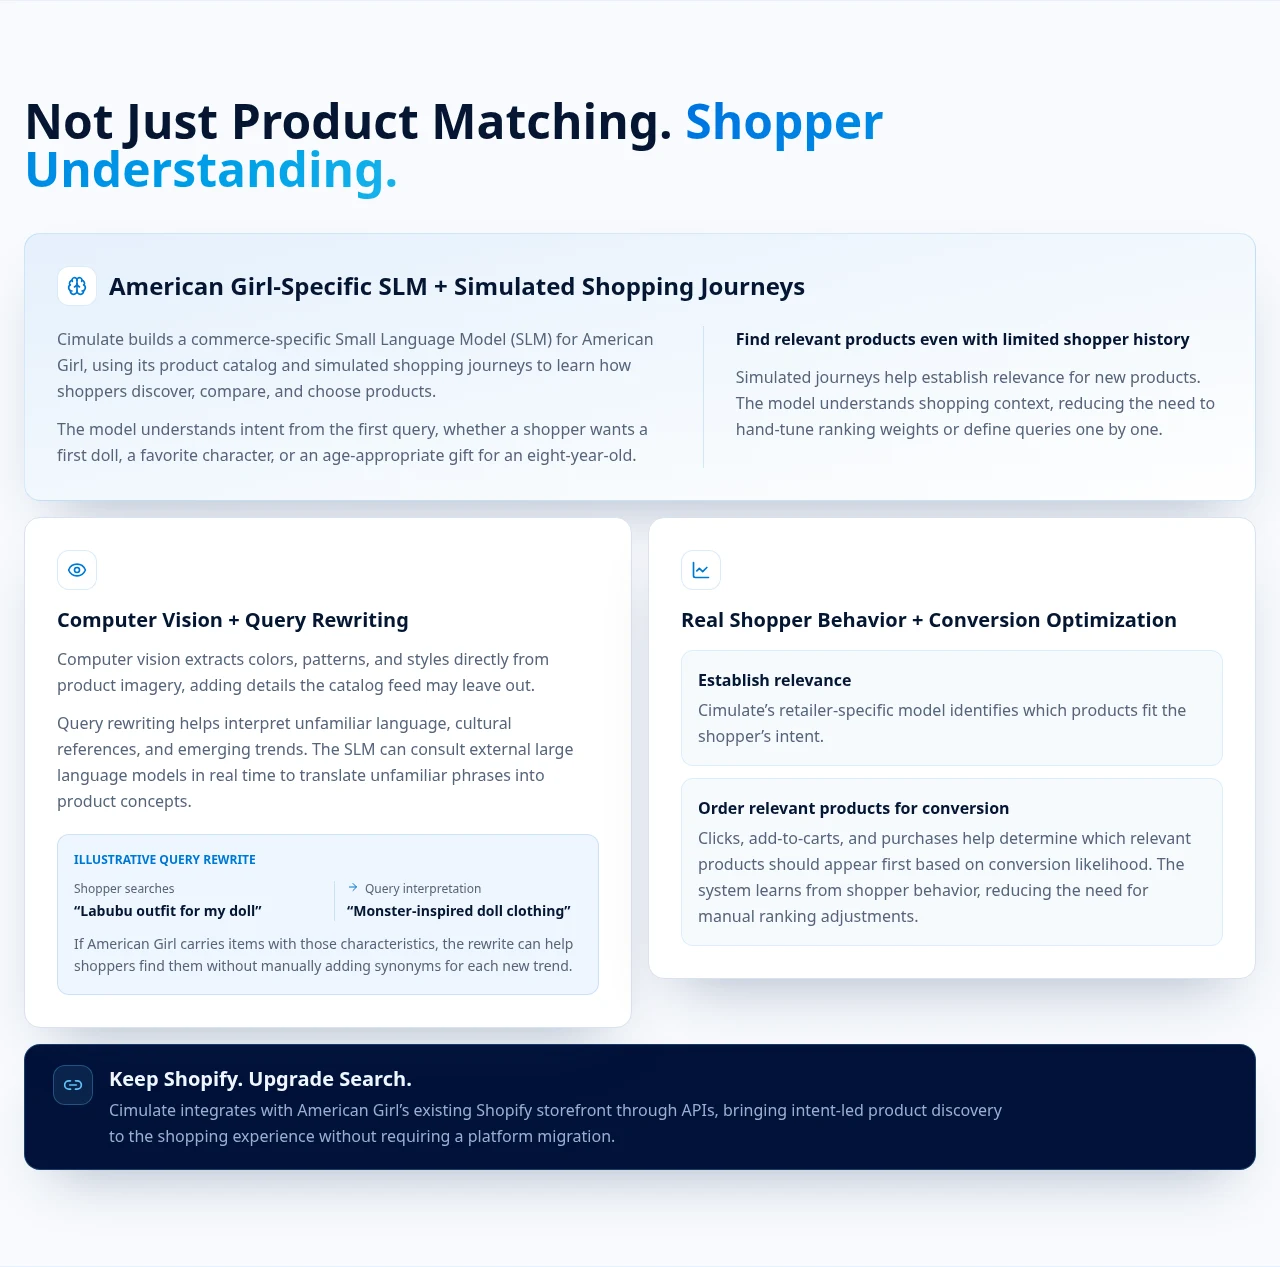 Not Just Product Matching. Shopper
Understanding.
American Girl-Specific SLM + Simulated Shopping Journeys
Cimulate builds a commerce-specific Small Language Model (SLM) for American
Girl, using its product catalog and simulated shopping journeys to learn how
shoppers discover, compare, and choose products.
The model understands intent from the first query, whether a shopper wants a
first doll, a favorite character, or an age-appropriate gift for an eight-year-old.
Find relevant products even with limited shopper history
Simulated journeys help establish relevance for new products.
The model understands shopping context, reducing the need to
hand-tune ranking weights or define queries one by one.
Computer Vision + Query Rewriting
Computer vision extracts colors, patterns, and styles directly from
product imagery, adding details the catalog feed may leave out.
Query rewriting helps interpret unfamiliar language, cultural
references, and emerging trends. The SLM can consult external large
language models in real time to translate unfamiliar phrases into
product concepts.
ILLUSTRATIVE QUERY REWRITE
Shopper searches
“Labubu outfit for my doll”
→ Query interpretation
“Monster-inspired doll clothing”
If American Girl carries items with those characteristics, the rewrite can help
shoppers find them without manually adding synonyms for each new trend.
Real Shopper Behavior + Conversion Optimization
Establish relevance
Cimulate’s retailer-specific model identifies which products fit the
shopper’s intent.
Order relevant products for conversion
Clicks, add-to-carts, and purchases help determine which relevant
products should appear first based on conversion likelihood. The
system learns from shopper behavior, reducing the need for
manual ranking adjustments.
Keep Shopify. Upgrade Search.
Cimulate integrates with American Girl’s existing Shopify storefront through APIs, bringing intent-led product discovery
to the shopping experience without requiring a platform migration.